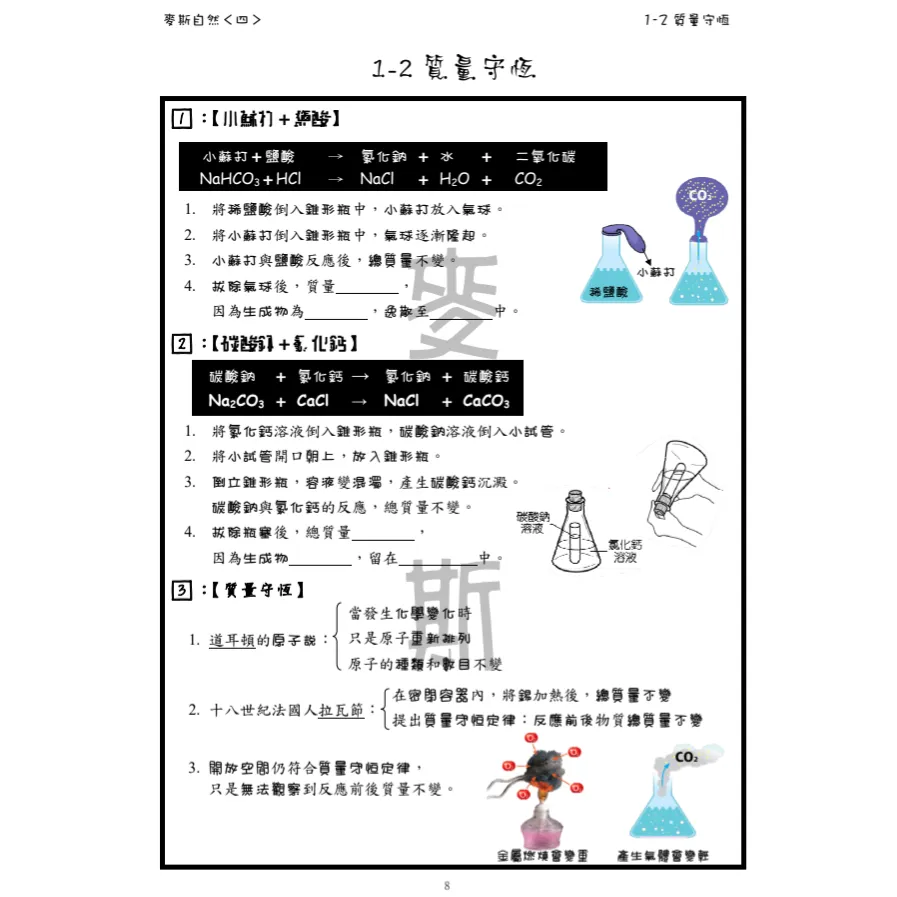 麥斯自然＜四＞
1-2 質量守恆
1-2 質量守恆
1：【小蘇打+鹽酸】
小蘇打+鹽酸 → 氯化鈉 + 水 + 二氧化碳
NaHCO₃+HCl → NaCl + H₂O + CO₂
1. 將稀鹽酸倒入錐形瓶中，小蘇打放入氣球。
2. 將小蘇打倒入錐形瓶中，氣球逐漸隆起。
3. 小蘇打與鹽酸反應後，總質量不變。
4. 拔除氣球後，質量________，
因為生成物為________，逸散至________中。
CO₂
小蘇打
稀鹽酸
2：【碳酸鈉+氯化鈣】
碳酸鈉 + 氯化鈣 → 氯化鈉 + 碳酸鈣
Na₂CO₃ + CaCl → NaCl + CaCO₃
1. 將氯化鈣溶液倒入錐形瓶，碳酸鈉溶液倒入小試管。
2. 將小試管開口朝上，放入錐形瓶。
3. 倒立錐形瓶，容液變混濁，產生碳酸鈣沉澱。
碳酸鈉與氯化鈣的反應，總質量不變。
4. 拔除瓶塞後，總質量________，
因為生成物________，留在__________中。
碳酸鈉
溶液
氯化鈣
溶液
3：【質量守恆】
1. 道耳頓的原子說：
當發生化學變化時
只是原子重新排列
原子的種類和數目不變
2. 十八世紀法國人拉瓦節：
在密閉容器內，將錫加熱後，總質量不變
提出質量守恆定律：反應前後物質總質量不變
3. 開放空間仍符合質量守恆定律，
只是無法觀察到反應前後質量不變。
CO₂
金屬燃燒會變重
產生氣體會變輕
麥
斯
8